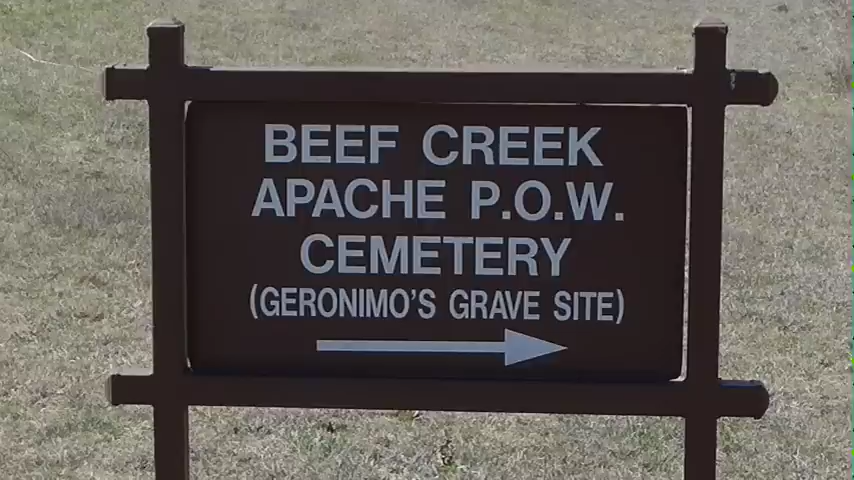 BEEF CREEK
APACHE P.O.W.
CEMETERY
(GERONIMO'S GRAVE SITE)